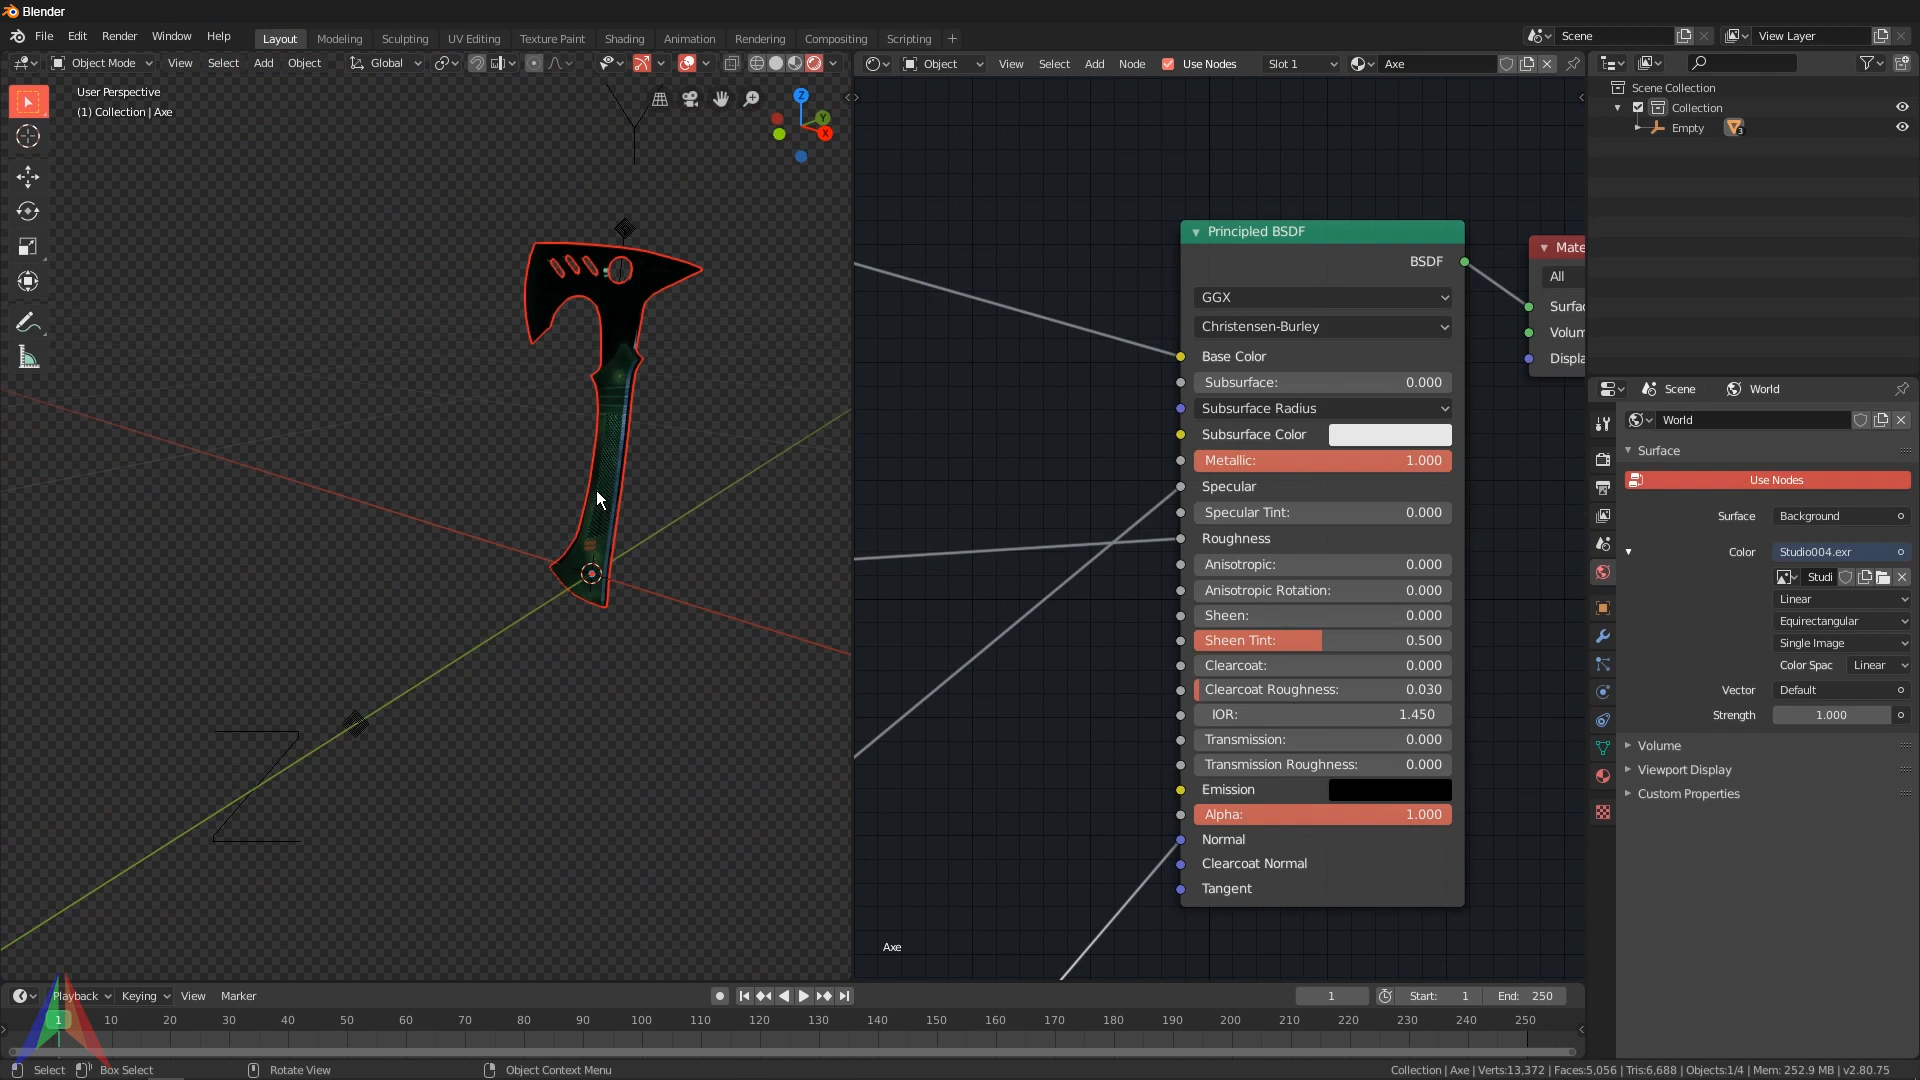 Blender
File Edit Render Window Help Layout Modeling Sculpting UV Editing Texture Paint Shading Animation Rendering Compositing Scripting + Scene View Layer
Object Mode View Select Add Object Global Object View Select Add Node Use Nodes Slot 1 Axe
User Perspective
(1) Collection | Axe
Z
Y
X
Scene Collection
Collection
Empty 3
Principled BSDF
BSDF
GGX
Christensen-Burley
Base Color
Subsurface: 0.000
Subsurface Radius
Subsurface Color
Metallic: 1.000
Specular
Specular Tint: 0.000
Roughness
Anisotropic: 0.000
Anisotropic Rotation: 0.000
Sheen: 0.000
Sheen Tint: 0.500
Clearcoat: 0.000
Clearcoat Roughness: 0.030
IOR: 1.450
Transmission: 0.000
Transmission Roughness: 0.000
Emission
Alpha: 1.000
Normal
Clearcoat Normal
Tangent
Mate
All
Surfac
Volum
Displa
Axe
Scene World
World
Surface
Use Nodes
Surface Background
Color Studio004.exr
Studi
Linear
Equirectangular
Single Image
Color Spac Linear
Vector Default
Strength 1.000
Volume
Viewport Display
Custom Properties
Playback Keying View Marker 1 Start: 1 End: 250
1 10 20 30 40 50 60 70 80 90 100 110 120 130 140 150 160 170 180 190 200 210 220 230 240 250
Select Box Select Rotate View Object Context Menu Collection | Axe | Verts:13,372 | Faces:5,056 | Tris:6,688 | Objects:1/4 | Mem: 252.9 MB | v2.80.75